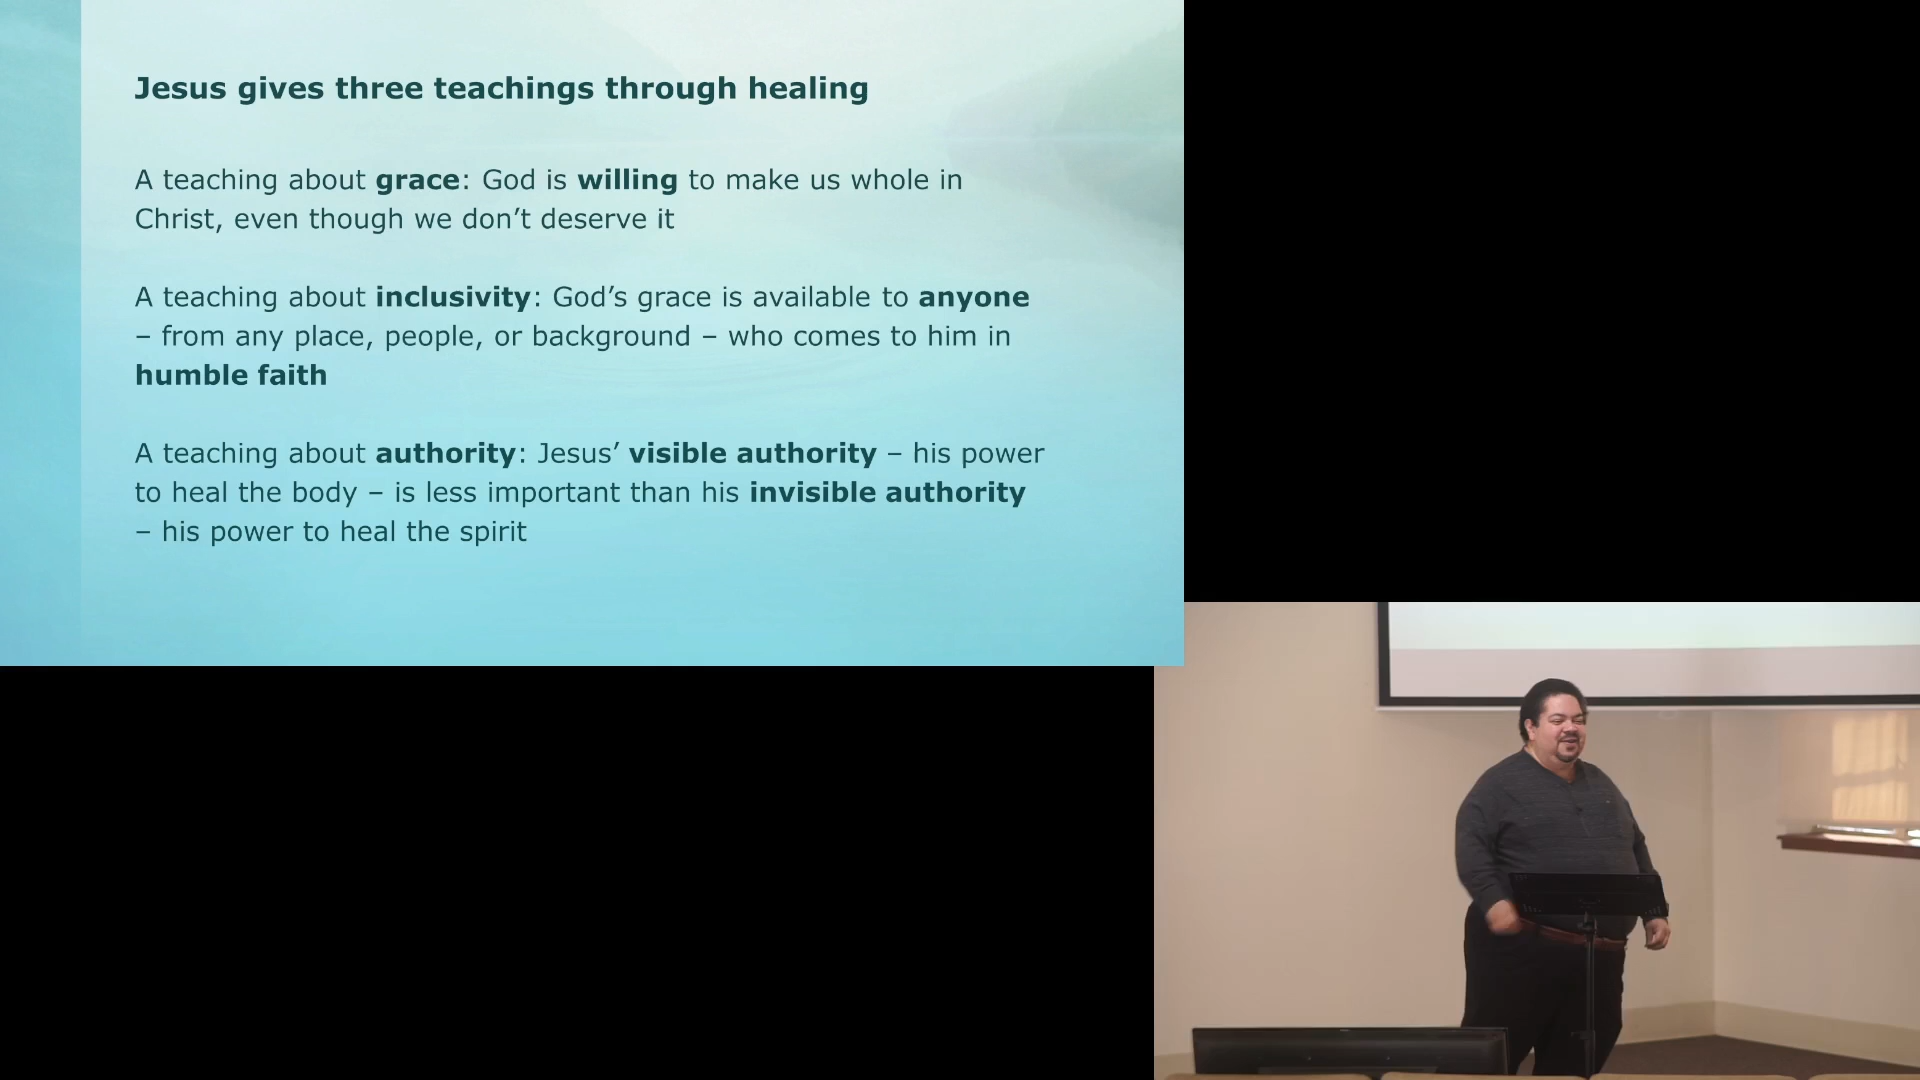 Jesus gives three teachings through healing
A teaching about grace: God is willing to make us whole in
Christ, even though we don’t deserve it
A teaching about inclusivity: God’s grace is available to anyone
– from any place, people, or background – who comes to him in
humble faith
A teaching about authority: Jesus’ visible authority – his power
to heal the body – is less important than his invisible authority
– his power to heal the spirit